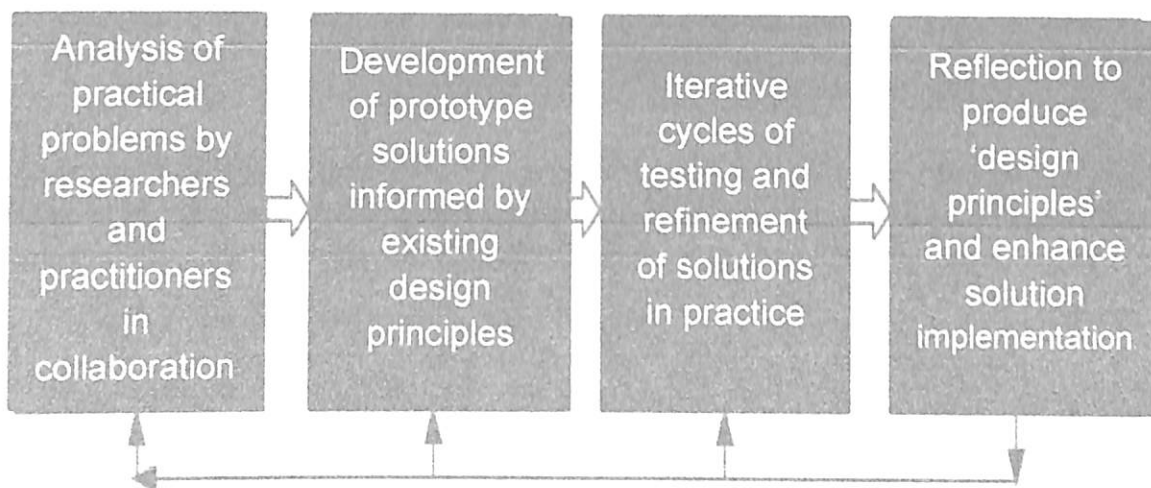 Analysis of
practical
problems by
researchers
and
practitioners
in
collaboration
Development
of prototype
solutions
informed by
existing
design
principles
Iterative
cycles of
testing and
refinement
of solutions
in practice
Reflection to
produce
‘design
principles’
and enhance
solution
implementation